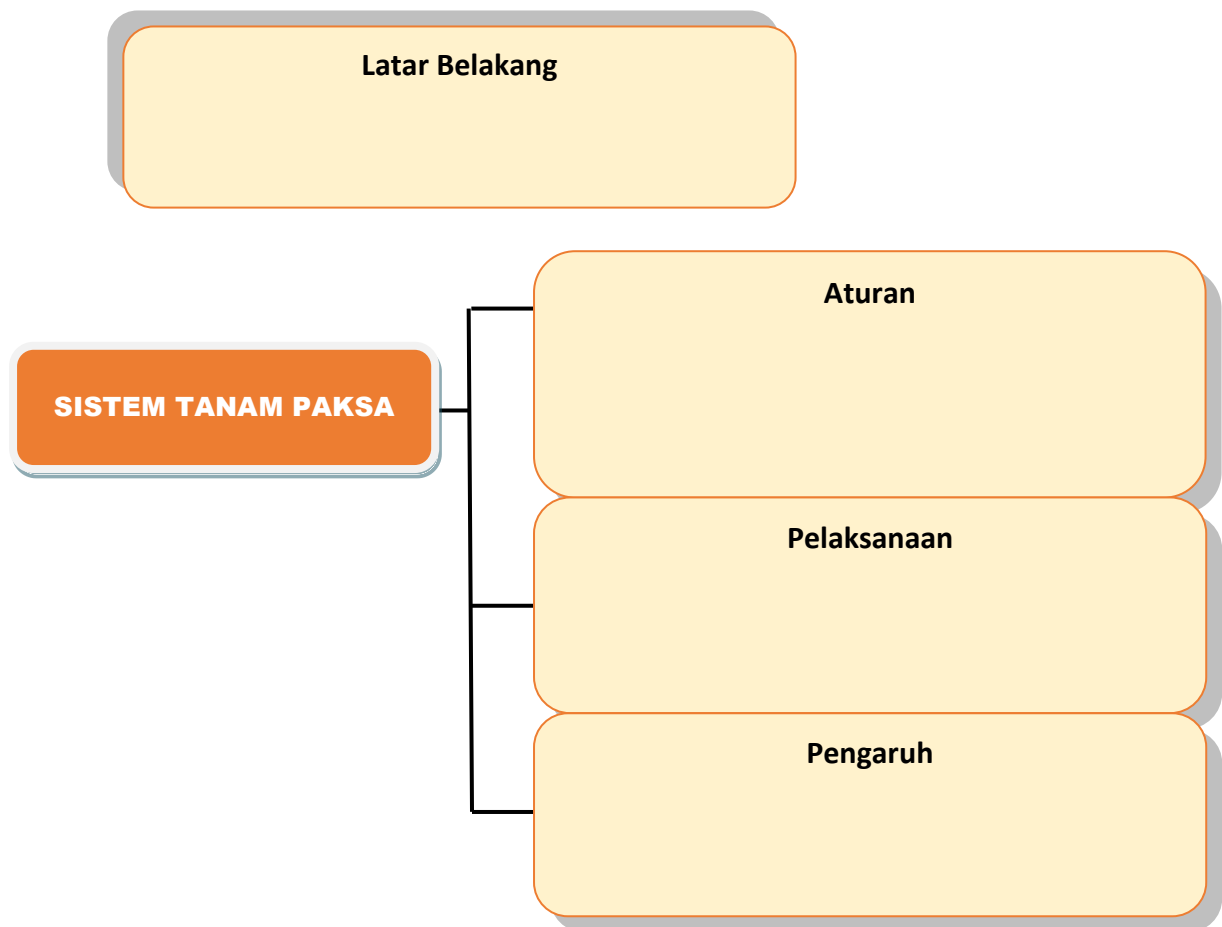 Latar Belakang
SISTEM TANAM PAKSA
Aturan
Pelaksanaan
Pengaruh